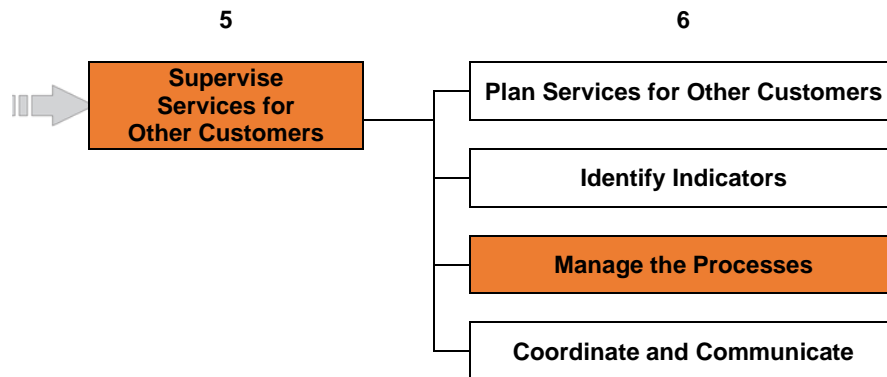 5
6
Supervise
Services for
Other Customers
Plan Services for Other Customers
Identify Indicators
Manage the Processes
Coordinate and Communicate